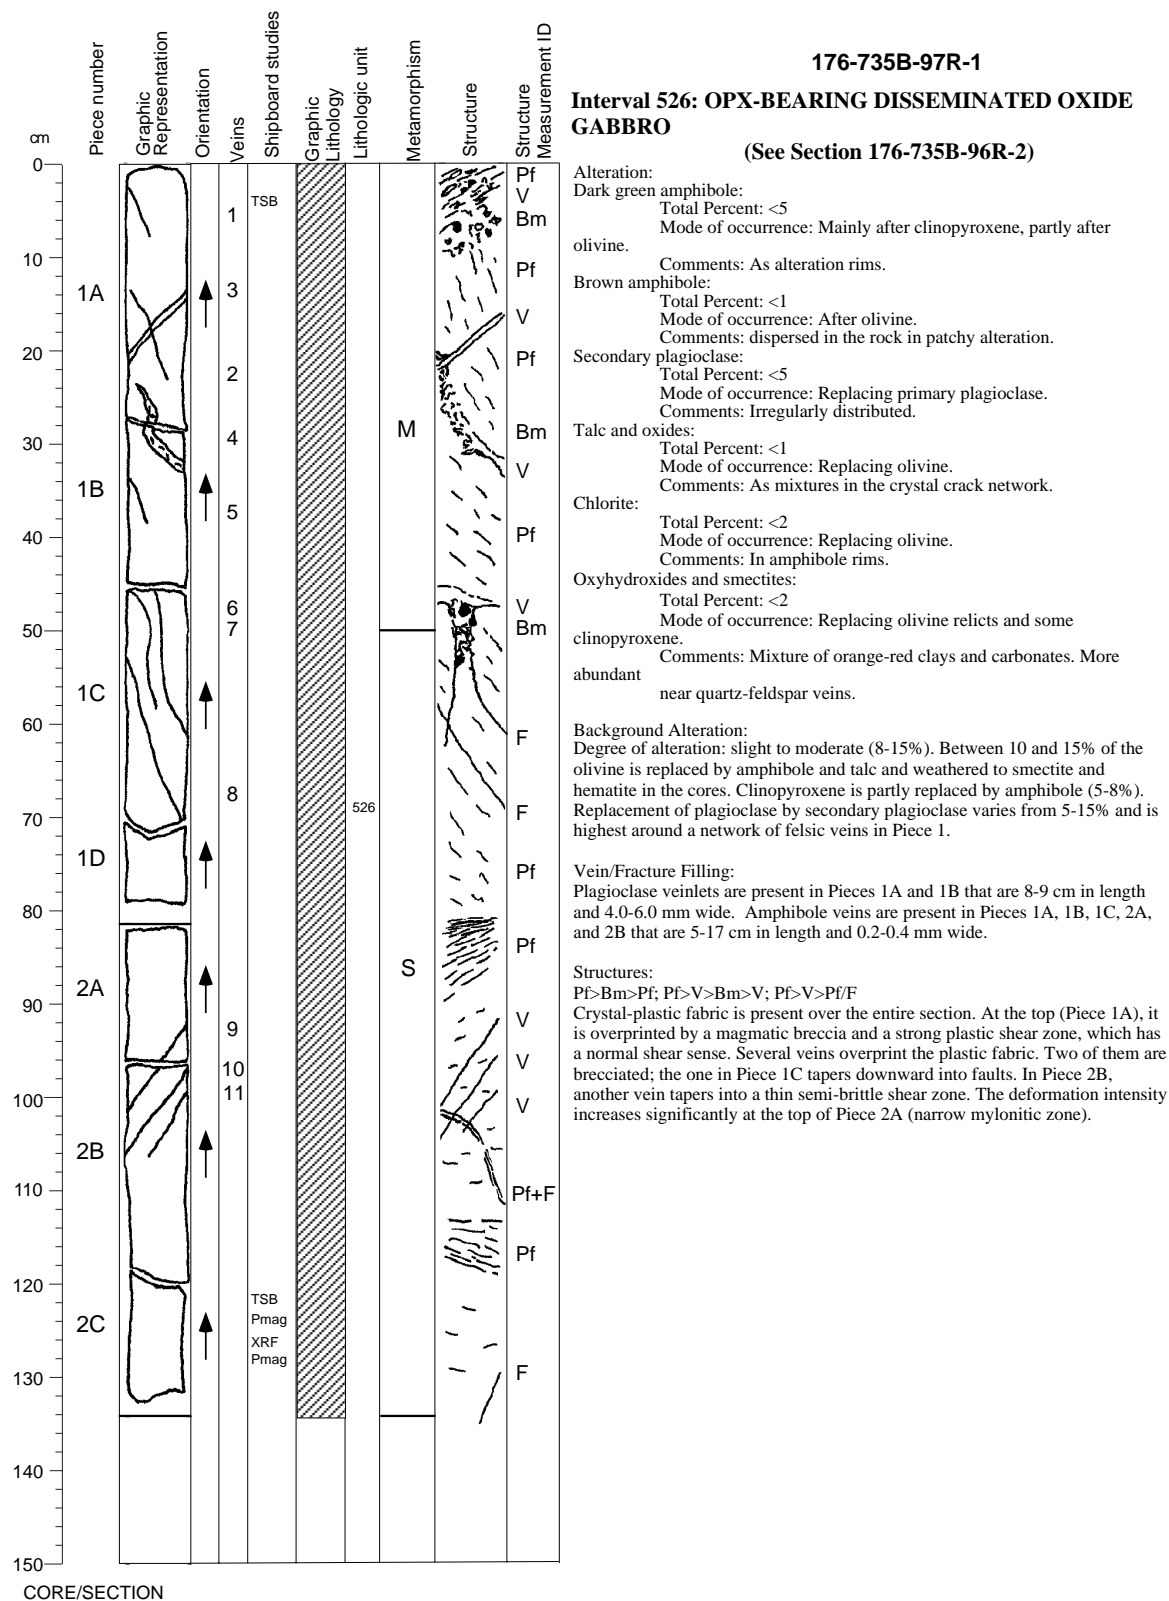 cm
Piece number
Graphic
Representation
Orientation
Veins
Shipboard studies
Graphic
Lithology
Lithologic unit
Metamorphism
Structure
Structure
Measurement ID
0
10
20
30
40
50
60
70
80
90
100
110
120
130
140
150
CORE/SECTION
1A
1B
1C
1D
2A
2B
2C
1
3
2
4
5
6
7
8
9
10
11
TSB
TSB
Pmag
XRF
Pmag
526
M
S
Pf
V
Bm
Pf
V
Pf
Bm
V
Pf
V
Bm
F
F
Pf
Pf
V
V
V
Pf+F
Pf
F
176-735B-97R-1
Interval 526: OPX-BEARING DISSEMINATED OXIDE
GABBRO
(See Section 176-735B-96R-2)
Alteration:
Dark green amphibole:
Total Percent: <5
Mode of occurrence: Mainly after clinopyroxene, partly after
olivine.
Comments: As alteration rims.
Brown amphibole:
Total Percent: <1
Mode of occurrence: After olivine.
Comments: dispersed in the rock in patchy alteration.
Secondary plagioclase:
Total Percent: <5
Mode of occurrence: Replacing primary plagioclase.
Comments: Irregularly distributed.
Talc and oxides:
Total Percent: <1
Mode of occurrence: Replacing olivine.
Comments: As mixtures in the crystal crack network.
Chlorite:
Total Percent: <2
Mode of occurrence: Replacing olivine.
Comments: In amphibole rims.
Oxyhydroxides and smectites:
Total Percent: <2
Mode of occurrence: Replacing olivine relicts and some
clinopyroxene.
Comments: Mixture of orange-red clays and carbonates. More
abundant
near quartz-feldspar veins.
Background Alteration:
Degree of alteration: slight to moderate (8-15%). Between 10 and 15% of the
olivine is replaced by amphibole and talc and weathered to smectite and
hematite in the cores. Clinopyroxene is partly replaced by amphibole (5-8%).
Replacement of plagioclase by secondary plagioclase varies from 5-15% and is
highest around a network of felsic veins in Piece 1.
Vein/Fracture Filling:
Plagioclase veinlets are present in Pieces 1A and 1B that are 8-9 cm in length
and 4.0-6.0 mm wide. Amphibole veins are present in Pieces 1A, 1B, 1C, 2A,
and 2B that are 5-17 cm in length and 0.2-0.4 mm wide.
Structures:
Pf>Bm>Pf; Pf>V>Bm>V; Pf>V>Pf/F
Crystal-plastic fabric is present over the entire section. At the top (Piece 1A), it
is overprinted by a magmatic breccia and a strong plastic shear zone, which has
a normal shear sense. Several veins overprint the plastic fabric. Two of them are
brecciated; the one in Piece 1C tapers downward into faults. In Piece 2B,
another vein tapers into a thin semi-brittle shear zone. The deformation intensity
increases significantly at the top of Piece 2A (narrow mylonitic zone).